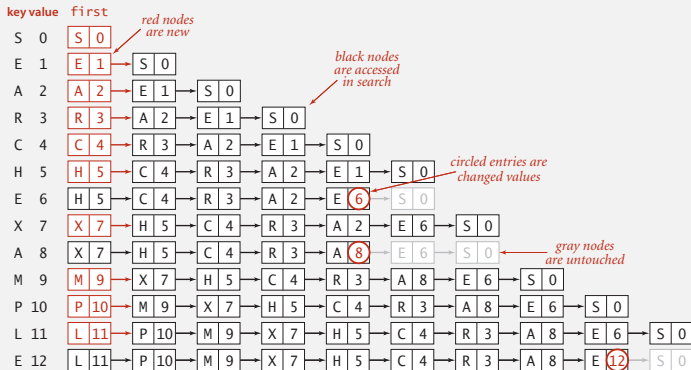 key value first
red nodes
are new
S 0 S 0
E 1 E 1 S 0
black nodes
are accessed
in search
A 2 A 2 E 1 S 0
R 3 R 3 A 2 E 1 S 0
C 4 C 4 R 3 A 2 E 1 S 0
circled entries are
changed values
H 5 H 5 C 4 R 3 A 2 E 1 S 0
E 6 H 5 C 4 R 3 A 2 E 6 S 0
X 7 X 7 H 5 C 4 R 3 A 2 E 6 S 0
gray nodes
are untouched
A 8 X 7 H 5 C 4 R 3 A 8 E 6 S 0
M 9 M 9 X 7 H 5 C 4 R 3 A 8 E 6 S 0
P 10 P 10 M 9 X 7 H 5 C 4 R 3 A 8 E 6 S 0
L 11 L 11 P 10 M 9 X 7 H 5 C 4 R 3 A 8 E 6 S 0
E 12 L 11 P 10 M 9 X 7 H 5 C 4 R 3 A 8 E 12 S 0